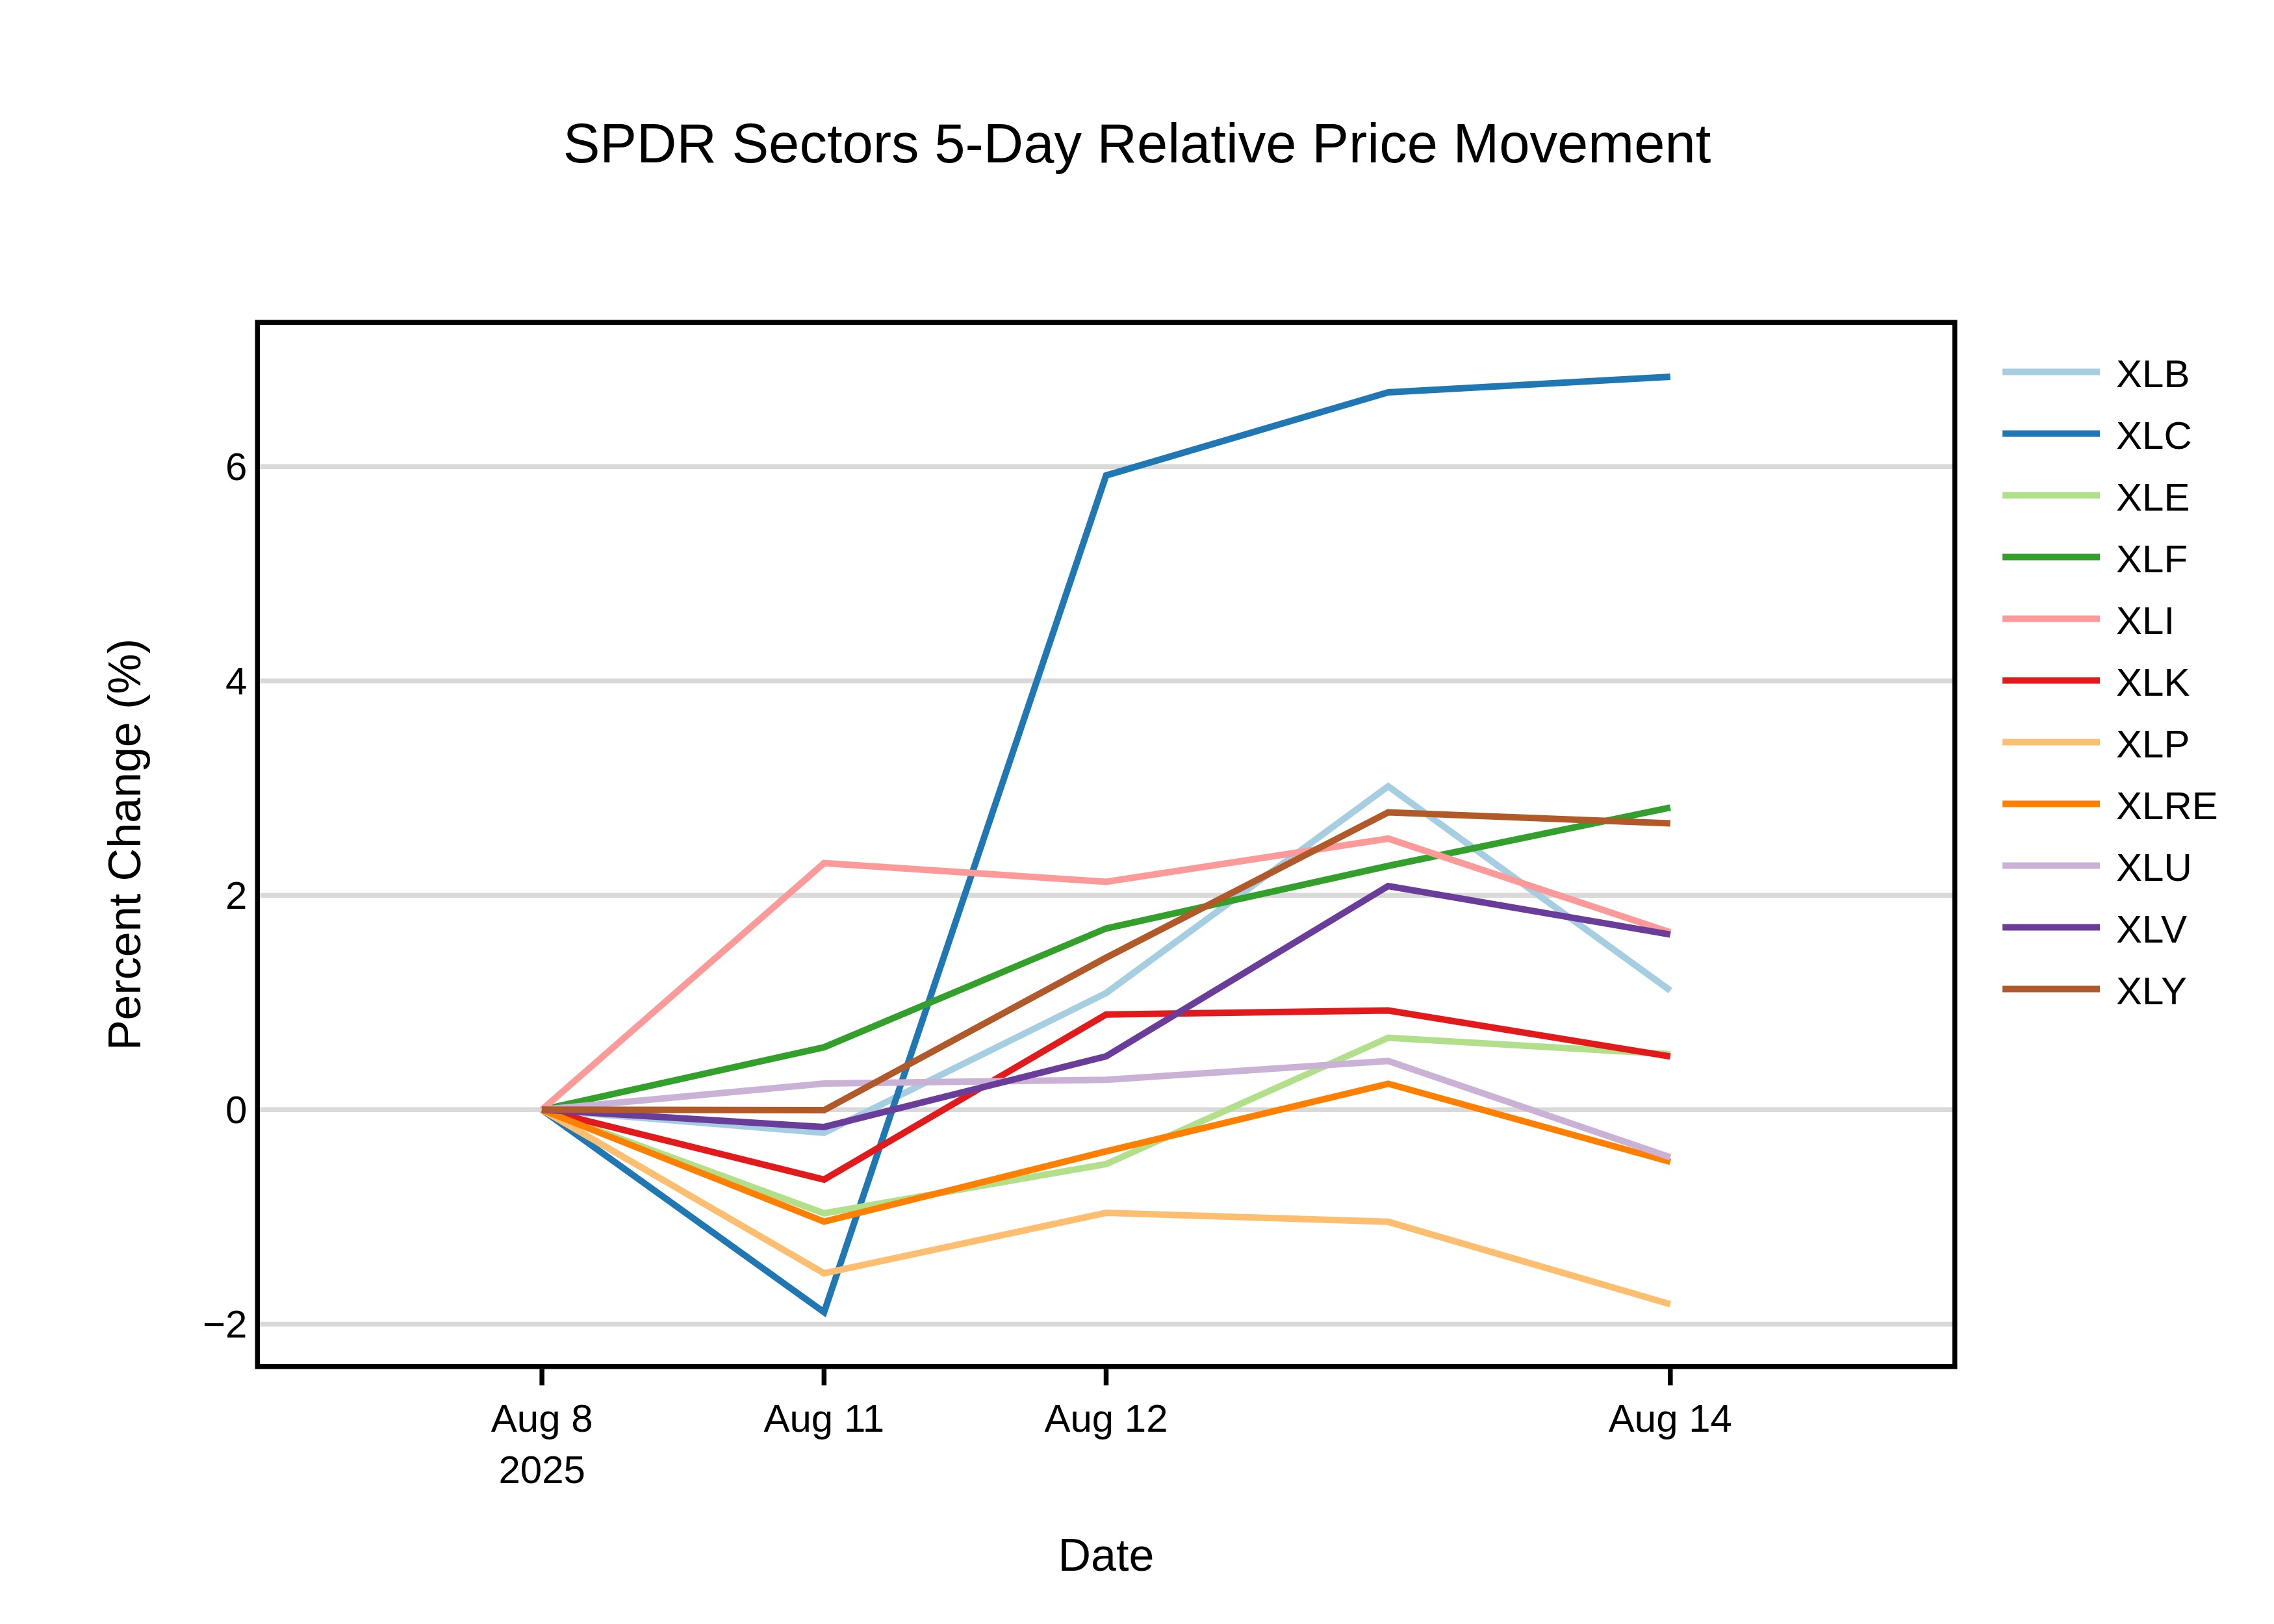 SPDR Sectors 5-Day Relative Price Movement
Percent Change (%)
6
4
2
0
−2
Aug 8
2025
Aug 11
Aug 12
Aug 14
Date
XLB
XLC
XLE
XLF
XLI
XLK
XLP
XLRE
XLU
XLV
XLY